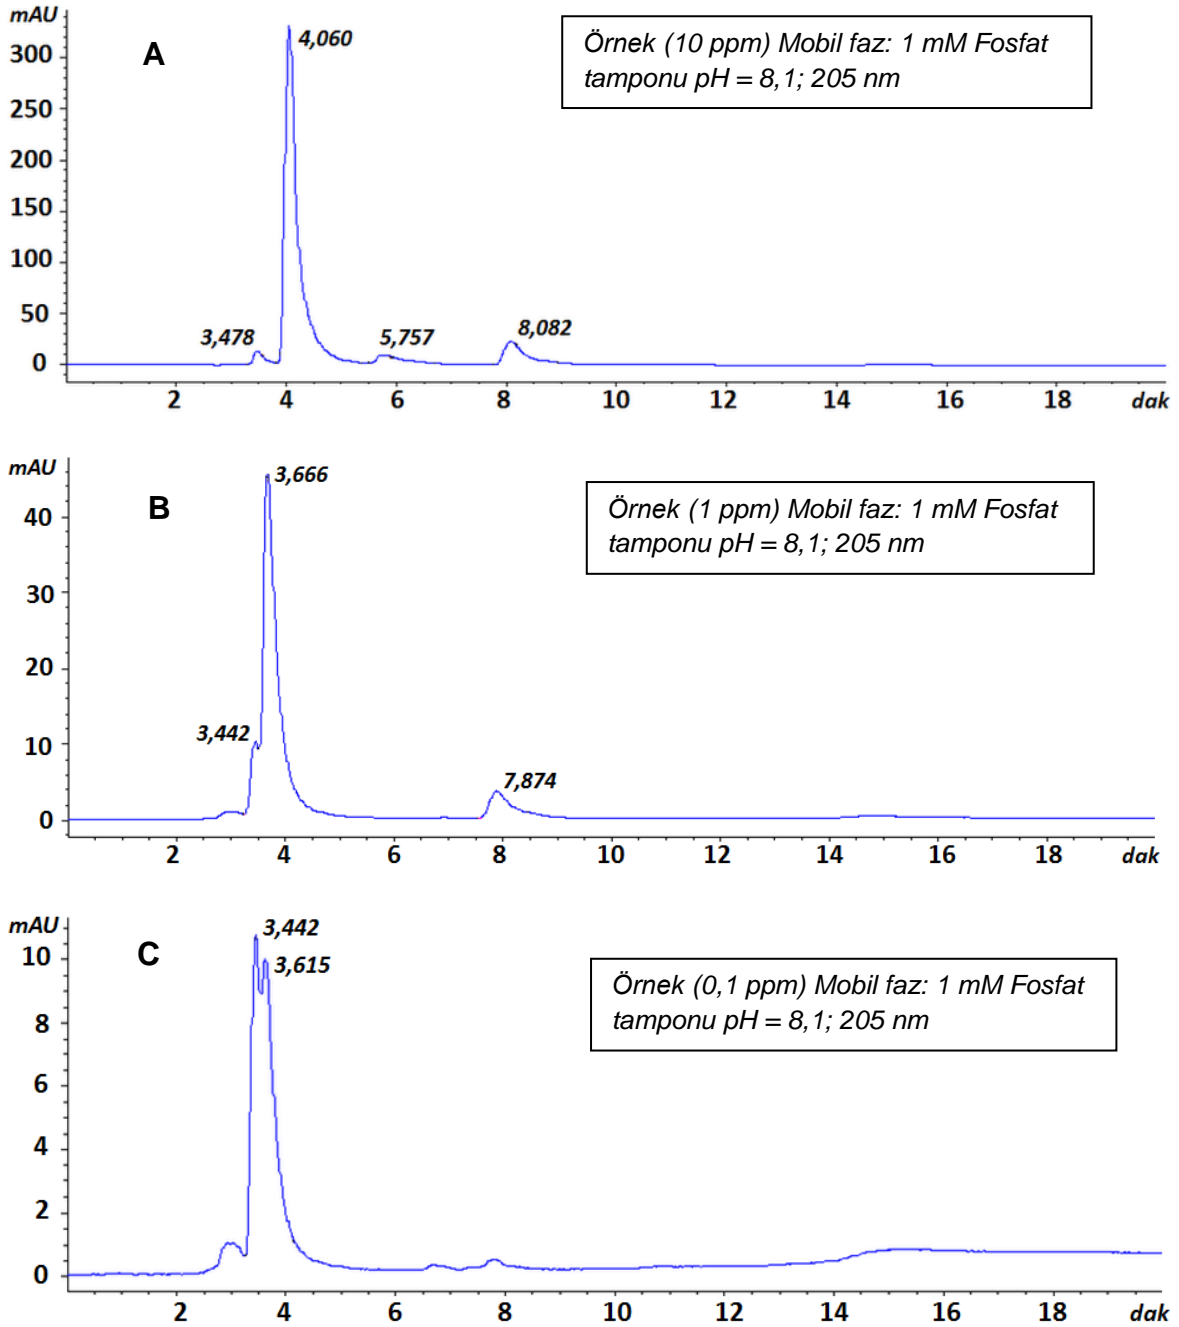 mAU
A
4,060
Örnek (10 ppm) Mobil faz: 1 mM Fosfat
tamponu pH = 8,1; 205 nm
300
250
200
150
100
50
0
3,478
5,757
8,082
2 4 6 8 10 12 14 16 18 dak
mAU
B
3,666
Örnek (1 ppm) Mobil faz: 1 mM Fosfat
tamponu pH = 8,1; 205 nm
40
30
20
10
0
3,442
7,874
2 4 6 8 10 12 14 16 18 dak
mAU
C
3,442
3,615
Örnek (0,1 ppm) Mobil faz: 1 mM Fosfat
tamponu pH = 8,1; 205 nm
10
8
6
4
2
0
2 4 6 8 10 12 14 16 18 dak